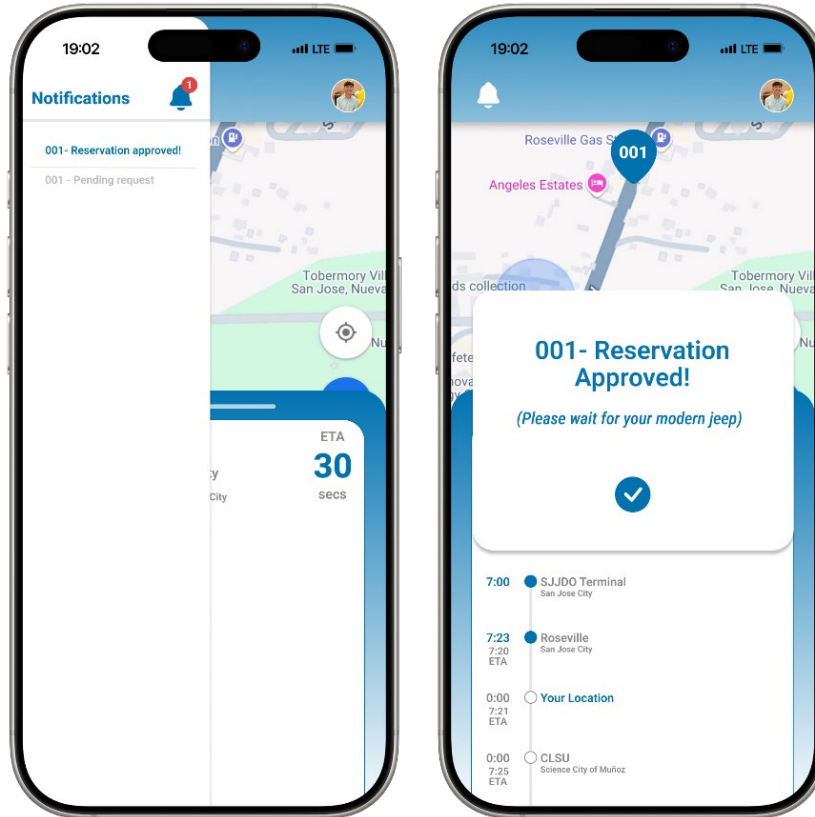 19:02
LTE
Notifications
1
001- Reservation approved!
001 - Pending request
Tobermory Vil
San Jose, Nueva
Nu
ETA
30
secs
City
19:02
LTE
Roseville Gas S
001
Angeles Estates
ds collection
Tobermory Vil
San Jose, Nueva
Nu
001- Reservation
Approved!
(Please wait for your modern jeep)
7:00
SJJDO Terminal
San Jose City
7:23
Roseville
7:20
San Jose City
ETA
0:00
Your Location
7:21
ETA
0:00
CLSU
7:25
Science City of Muñoz
ETA